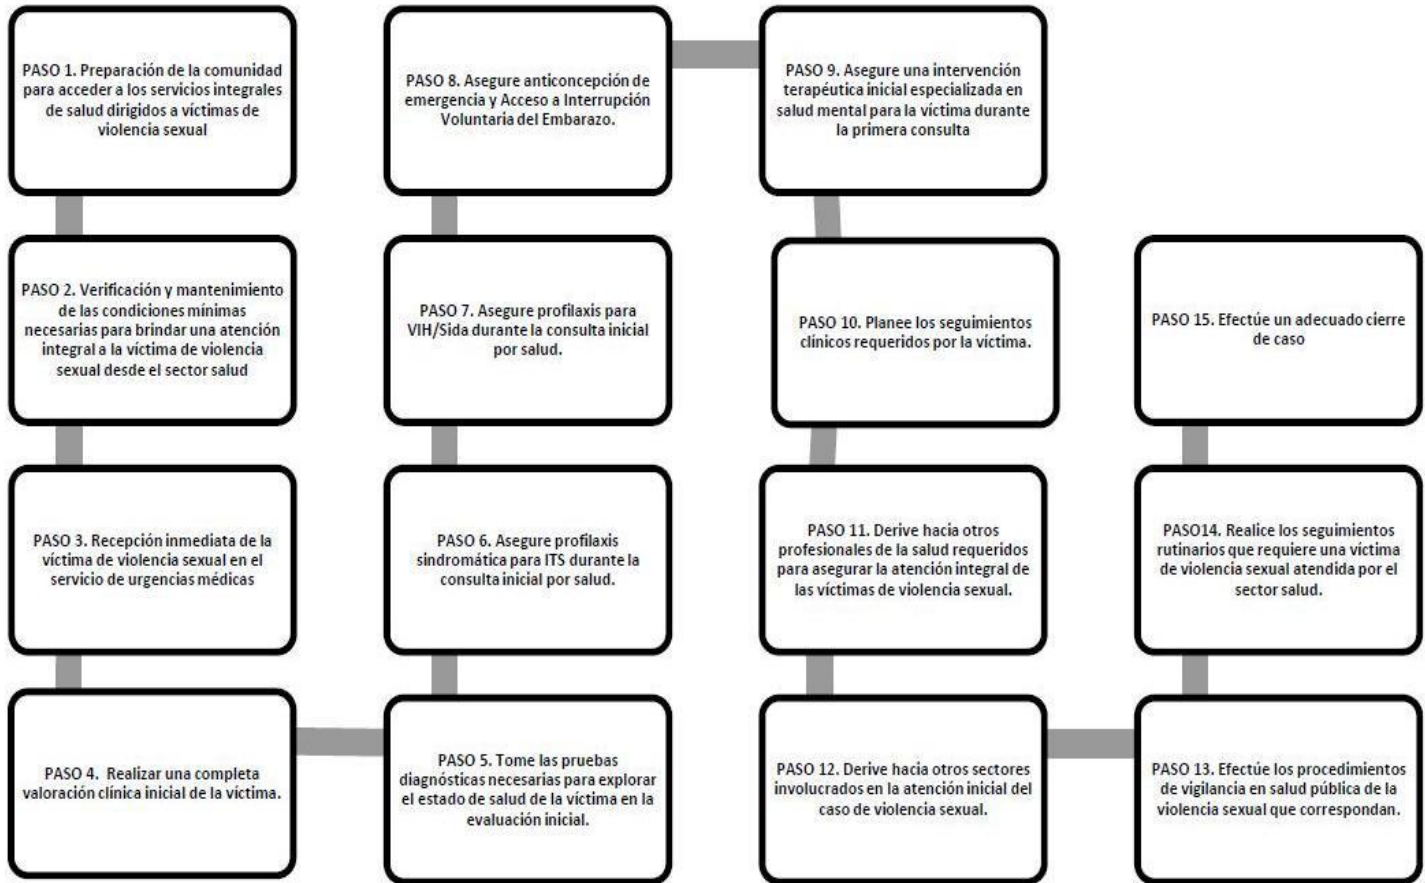 PASO 1. Preparación de la comunidad
para acceder a los servicios integrales
de salud dirigidos a víctimas de
violencia sexual
PASO 2. Verificación y mantenimiento
de las condiciones mínimas
necesarias para brindar una atención
integral a la víctima de violencia
sexual desde el sector salud
PASO 3. Recepción inmediata de la
víctima de violencia sexual en el
servicio de urgencias médicas
PASO 4. Realizar una completa
valoración clínica inicial de la víctima.
PASO 5. Tome las pruebas
diagnósticas necesarias para explorar
el estado de salud de la víctima en la
evaluación inicial.
PASO 6. Asegure profilaxis
sindromática para ITS durante la
consulta inicial por salud.
PASO 7. Asegure profilaxis para
VIH/Sida durante la consulta inicial
por salud.
PASO 8. Asegure anticoncepción de
emergencia y Acceso a Interrupción
Voluntaria del Embarazo.
PASO 9. Asegure una intervención
terapéutica inicial especializada en
salud mental para la víctima durante
la primera consulta
PASO 10. Planee los seguimientos
clínicos requeridos por la víctima.
PASO 11. Derive hacia otros
profesionales de la salud requeridos
para asegurar la atención integral de
las víctimas de violencia sexual.
PASO 12. Derive hacia otros sectores
involucrados en la atención inicial del
caso de violencia sexual.
PASO 13. Efectúe los procedimientos
de vigilancia en salud pública de la
violencia sexual que correspondan.
PASO14. Realice los seguimientos
rutinarios que requiere una víctima
de violencia sexual atendida por el
sector salud.
PASO 15. Efectúe un adecuado cierre
de caso